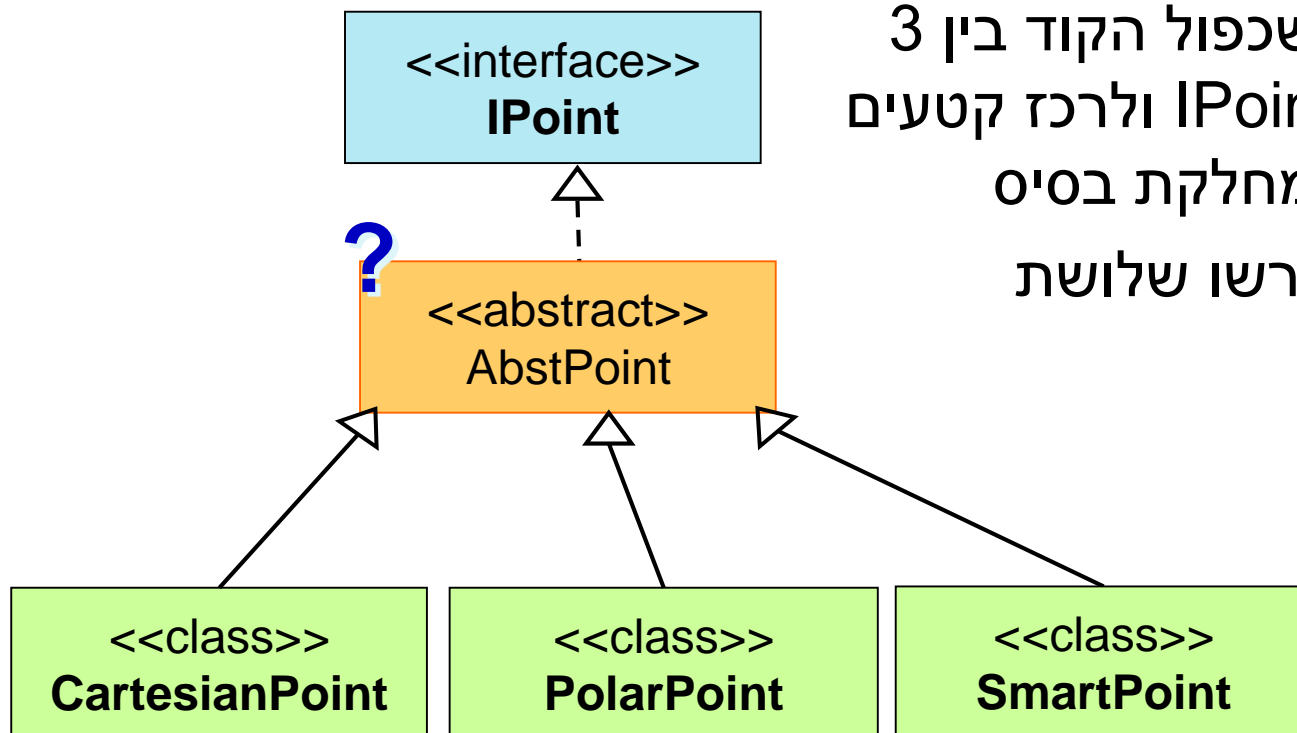 שכפול הקוד בין 3
ולרכז קטעים
מחלקת בסיס
שלושת
<<interface>>
IPoint
?
<<abstract>>
AbstPoint
<<class>>
CartesianPoint
<<class>>
PolarPoint
<<class>>
SmartPoint